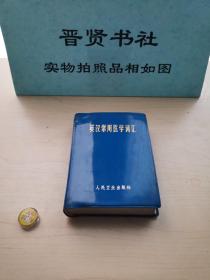 晋贤书社
实物拍照品相如图
英汉常用医学词汇
人民卫生出版社